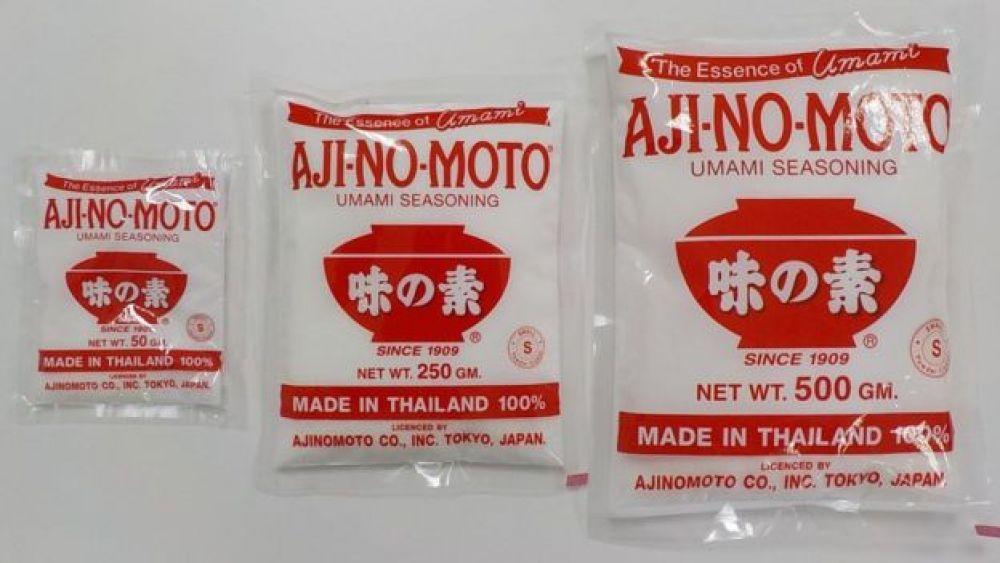 The Essence of Umami
AJI-NO-MOTO
UMAMI SEASONING
味の素
SINCE 1909
NET WT. 50 GM.
S
MADE IN THAILAND 100%
LICENCED BY
AJINOMOTO CO., INC. TOKYO, JAPAN.
The Essence of Umami
AJI-NO-MOTO®
UMAMI SEASONING
味の素
®
SINCE 1909
S
NET WT. 250 GM.
MADE IN THAILAND 100%
LICENCED BY
AJINOMOTO CO., INC. TOKYO, JAPAN.
The Essence of Umami
AJI-NO-MOTO
UMAMI SEASONING
味の素
®
SINCE 1909
S
NET WT. 500 GM.
MADE IN THAILAND 100%
LICENCED BY
AJINOMOTO CO., INC. TOKYO, JAPAN.